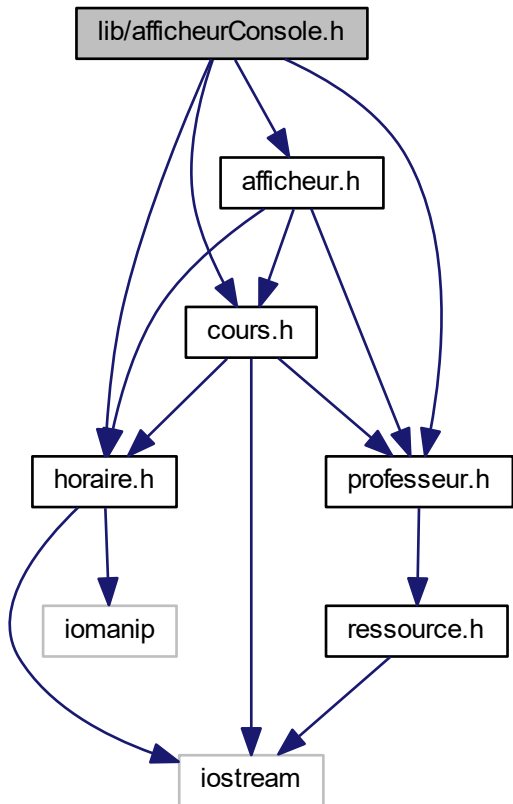 lib/afficheurConsole.h
afficheur.h
cours.h
horaire.h
professeur.h
iomanip
ressource.h
iostream